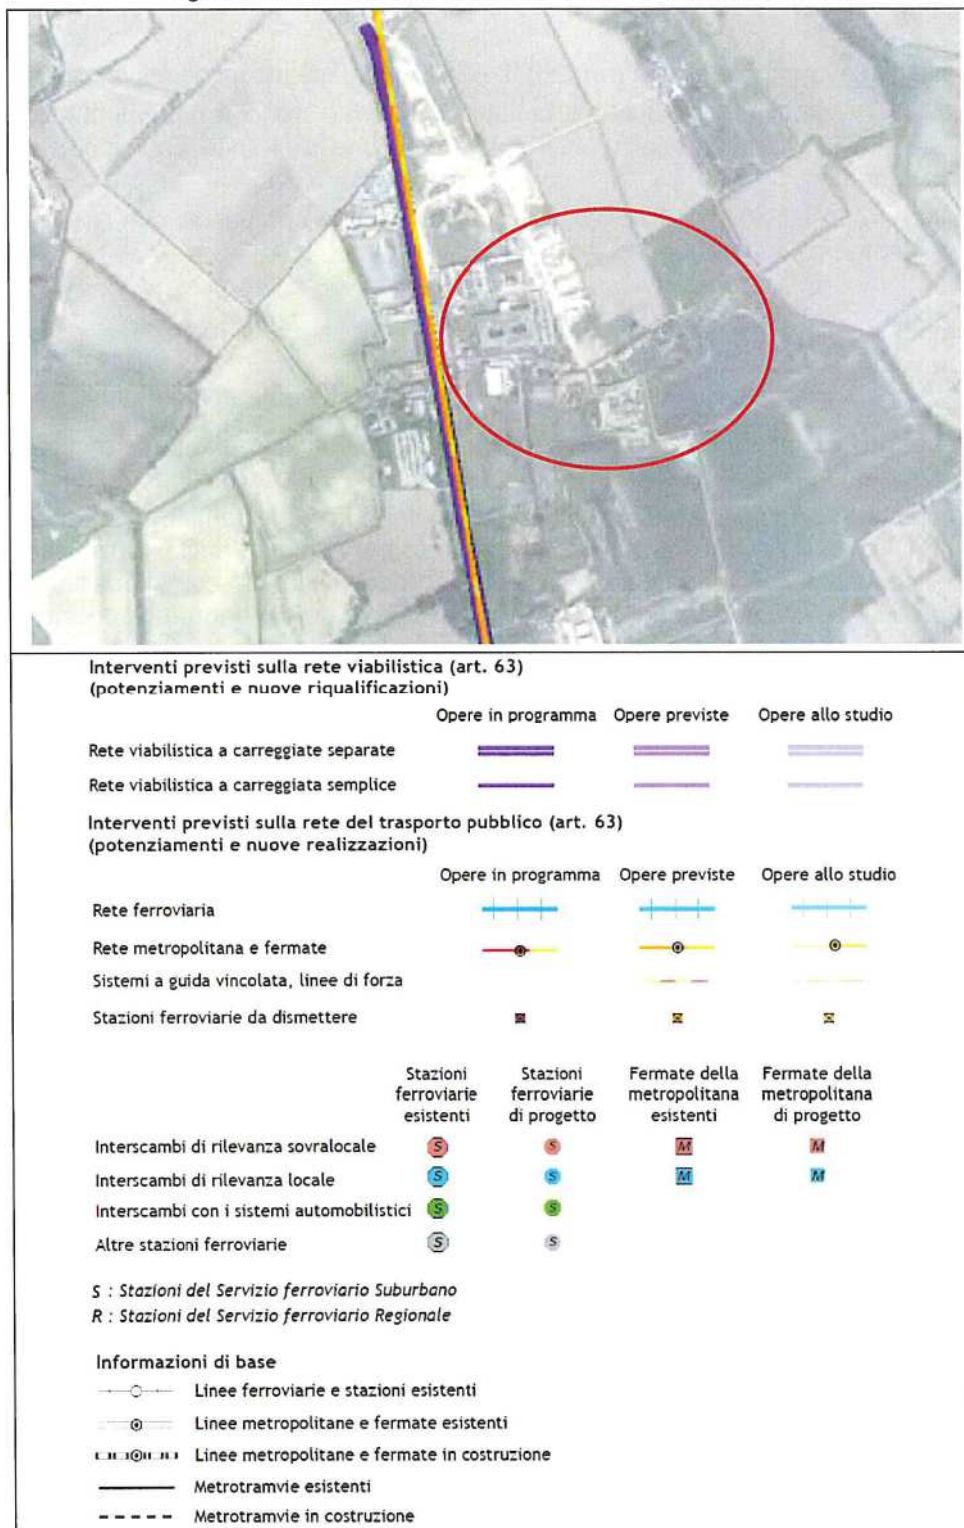 Interventi previsti sulla rete viabilistica (art. 63)
(potenziamenti e nuove riqualificazioni)
Opere in programma Opere previste Opere allo studio
Rete viabilistica a carreggiate separate
Rete viabilistica a carreggiata semplice
Interventi previsti sulla rete del trasporto pubblico (art. 63)
(potenziamenti e nuove realizzazioni)
Opere in programma Opere previste Opere allo studio
Rete ferroviaria
Rete metropolitana e fermate
Sistemi a guida vincolata, linee di forza
Stazioni ferroviarie da dismettere
Stazioni Stazioni Fermate della Fermate della
ferroviarie ferroviarie metropolitana metropolitana
esistenti di progetto esistenti di progetto
Interscambi di rilevanza sovralocale S S M M
Interscambi di rilevanza locale S S M M
Interscambi con i sistemi automobilistici S S
Altre stazioni ferroviarie S S
S : Stazioni del Servizio ferroviario Suburbano
R : Stazioni del Servizio ferroviario Regionale
Informazioni di base
Linee ferroviarie e stazioni esistenti
Linee metropolitane e fermate esistenti
Linee metropolitane e fermate in costruzione
Metrotramvie esistenti
Metrotramvie in costruzione